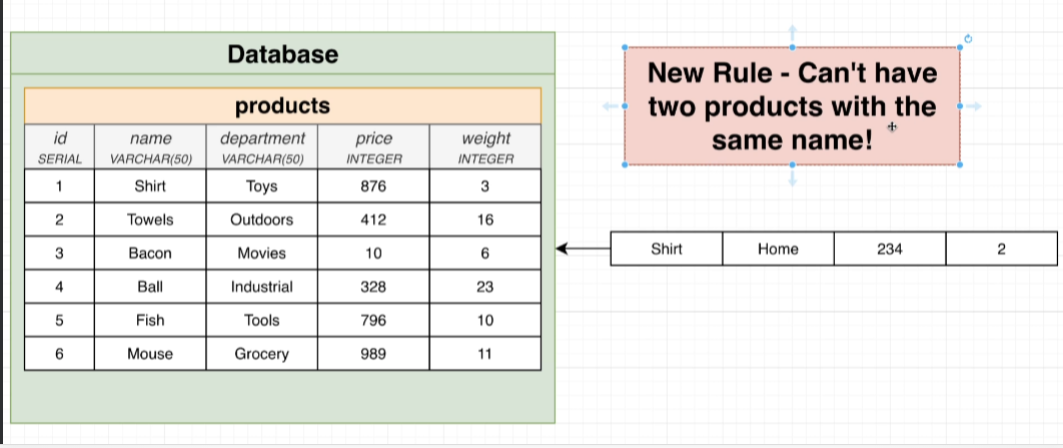 Database
products
id name department price weight
SERIAL VARCHAR(50) VARCHAR(50) INTEGER INTEGER
1 Shirt Toys 876 3
2 Towels Outdoors 412 16
3 Bacon Movies 10 6
4 Ball Industrial 328 23
5 Fish Tools 796 10
6 Mouse Grocery 989 11
New Rule - Can't have
two products with the
same name!
Shirt Home 234 2